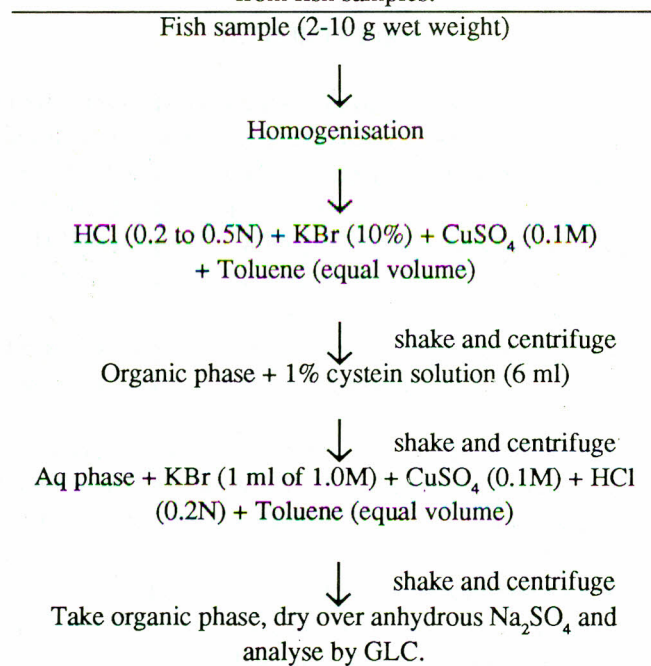 from fish samples.
Fish sample (2-10 g wet weight)
Homogenisation
HCl (0.2 to 0.5N) + KBr (10%) + CuSO₄ (0.1M)
+ Toluene (equal volume)
shake and centrifuge
Organic phase + 1% cystein solution (6 ml)
shake and centrifuge
Aq phase + KBr (1 ml of 1.0M) + CuSO₄ (0.1M) + HCl
(0.2N) + Toluene (equal volume)
shake and centrifuge
Take organic phase, dry over anhydrous Na₂SO₄ and
analyse by GLC.